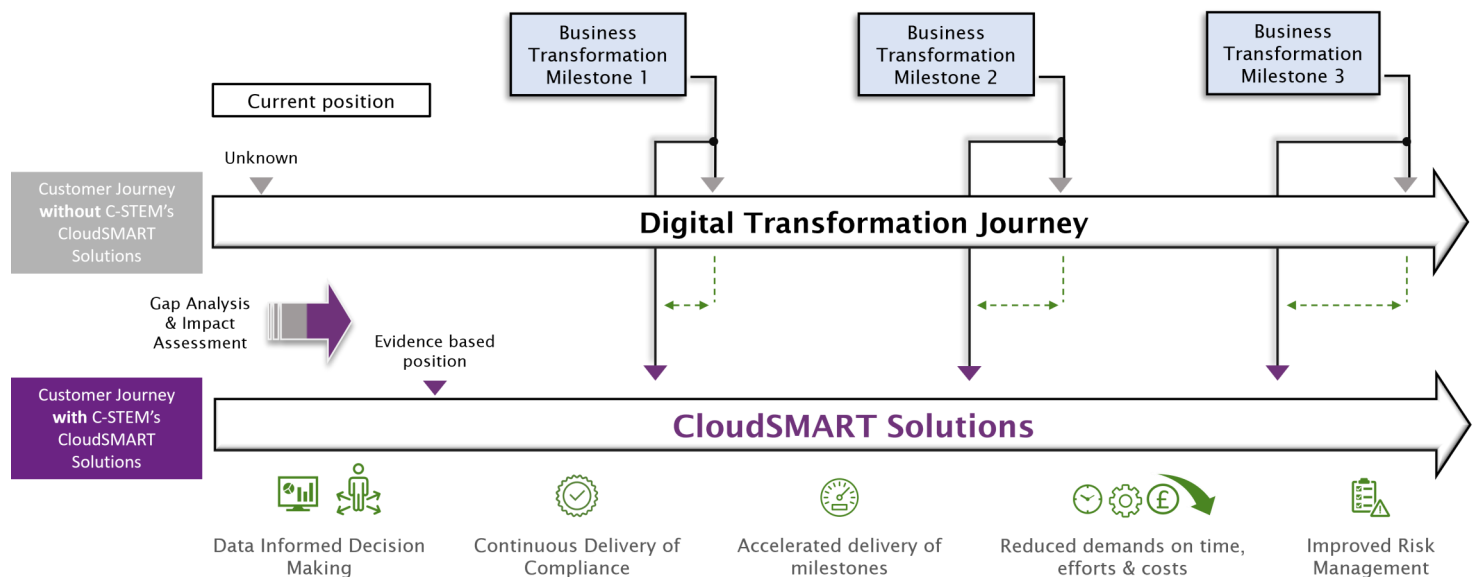 Business
Transformation
Milestone 1
Business
Transformation
Milestone 2
Business
Transformation
Milestone 3
Current position
Unknown
Customer Journey
without C-STEM's
CloudSMART
Solutions
Digital Transformation Journey
Gap Analysis
& Impact
Assessment
Evidence based
position
Customer Journey
with C-STEM's
CloudSMART
Solutions
CloudSMART Solutions
£
Data Informed Decision
Making
Continuous Delivery of
Compliance
Accelerated delivery of
milestones
Reduced demands on time,
efforts & costs
Improved Risk
Management